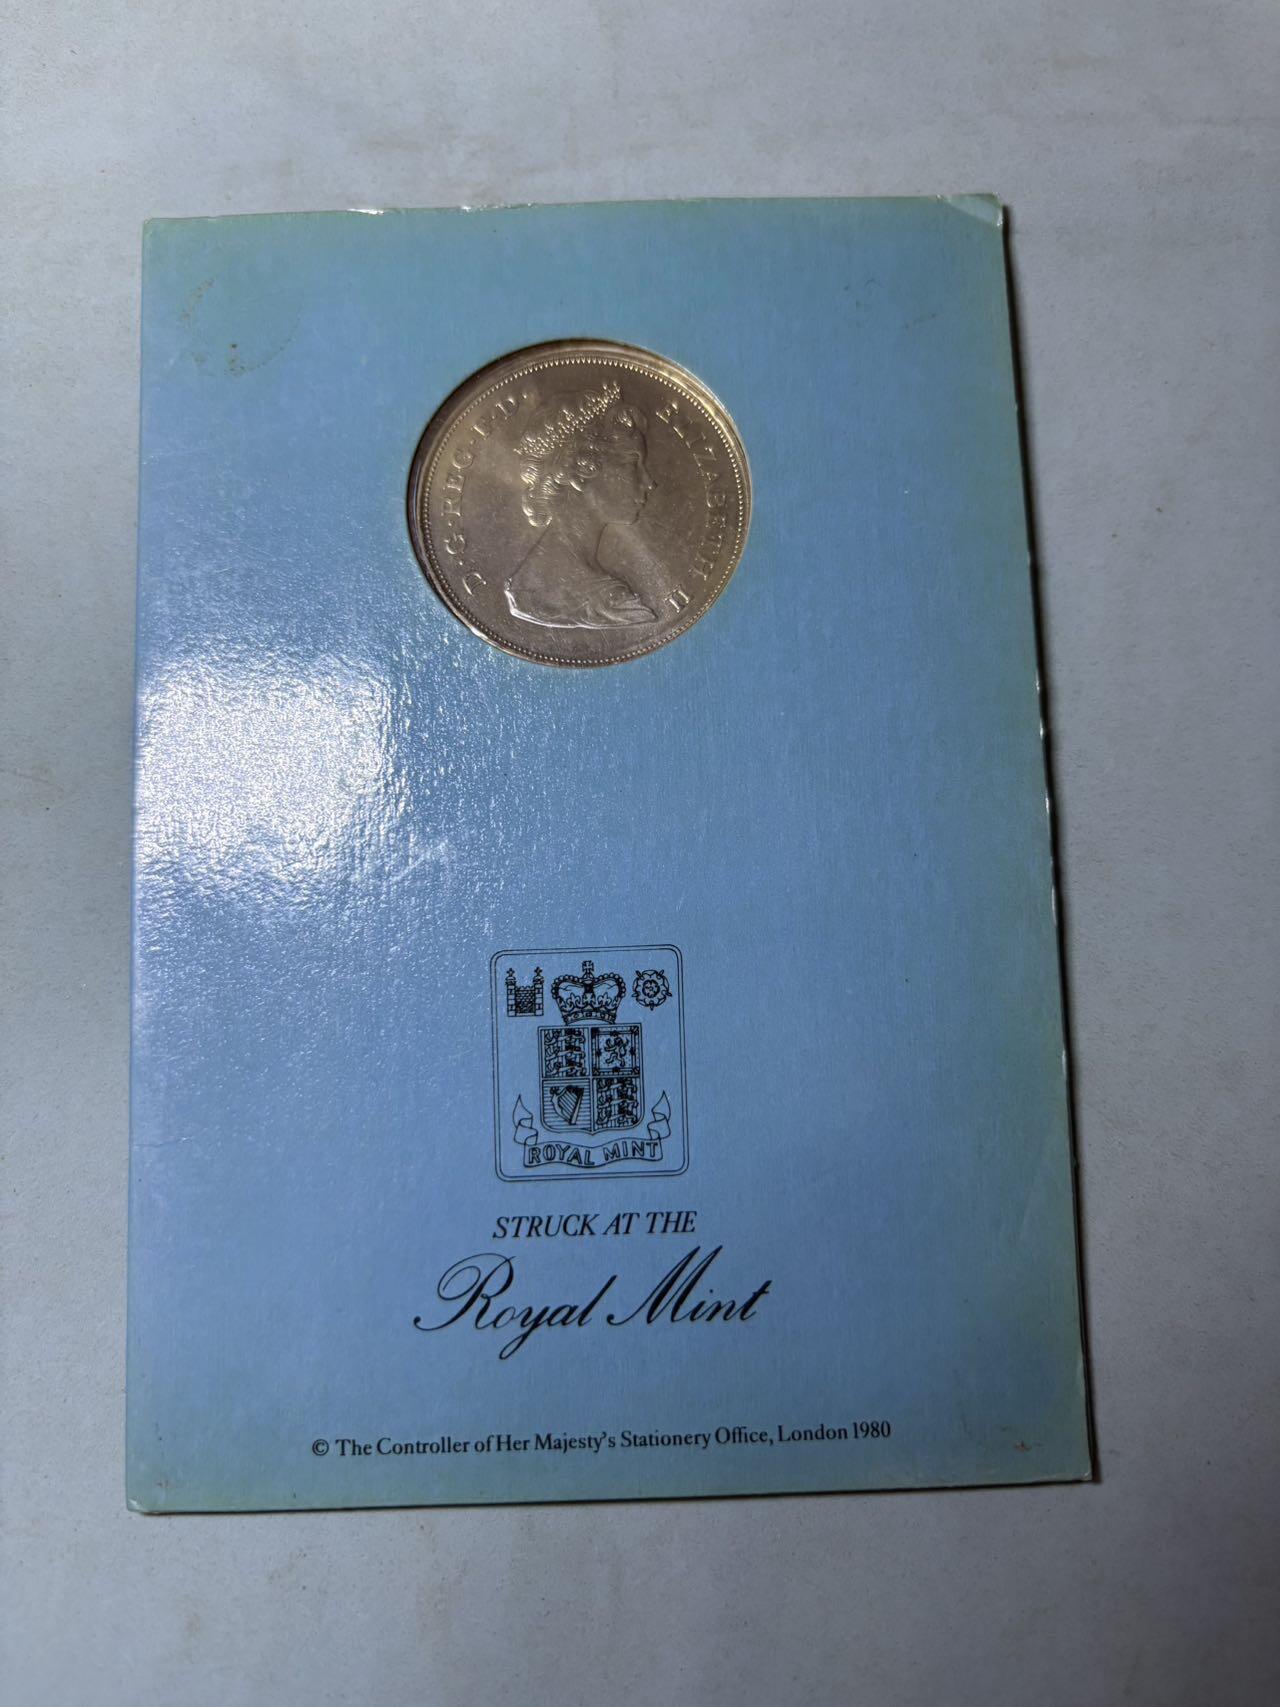 D·G·REG·F·D· ELIZABETH II
ROYAL MINT
STRUCK AT THE
Royal Mint
© The Controller of Her Majesty's Stationery Office, London 1980